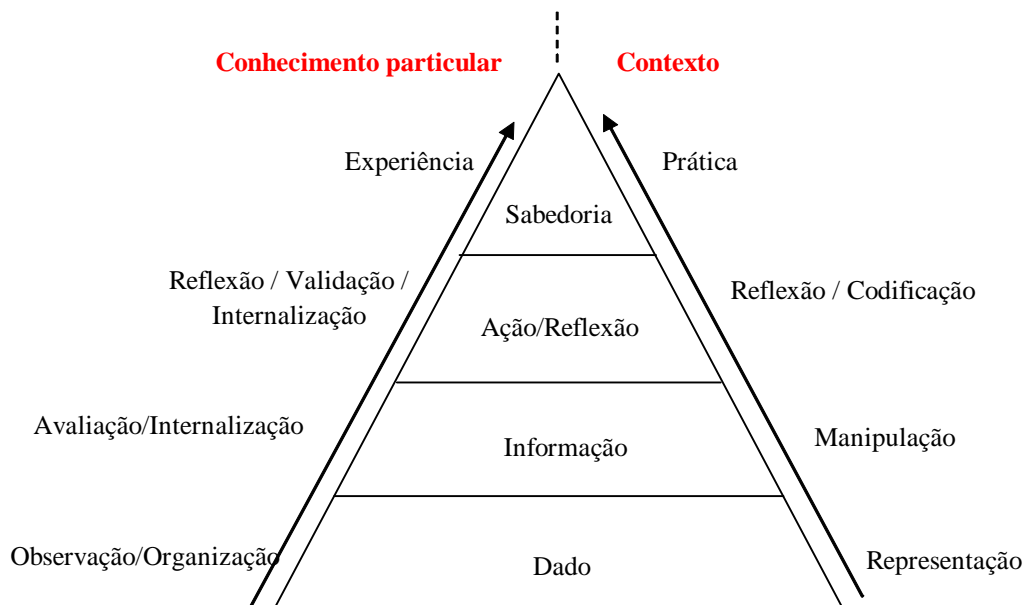 Conhecimento particular
Contexto
Experiência
Prática
Sabedoria
Reflexão / Validação /
Internalização
Reflexão / Codificação
Ação/Reflexão
Avaliação/Internalização
Informação
Manipulação
Observação/Organização
Dado
Representação